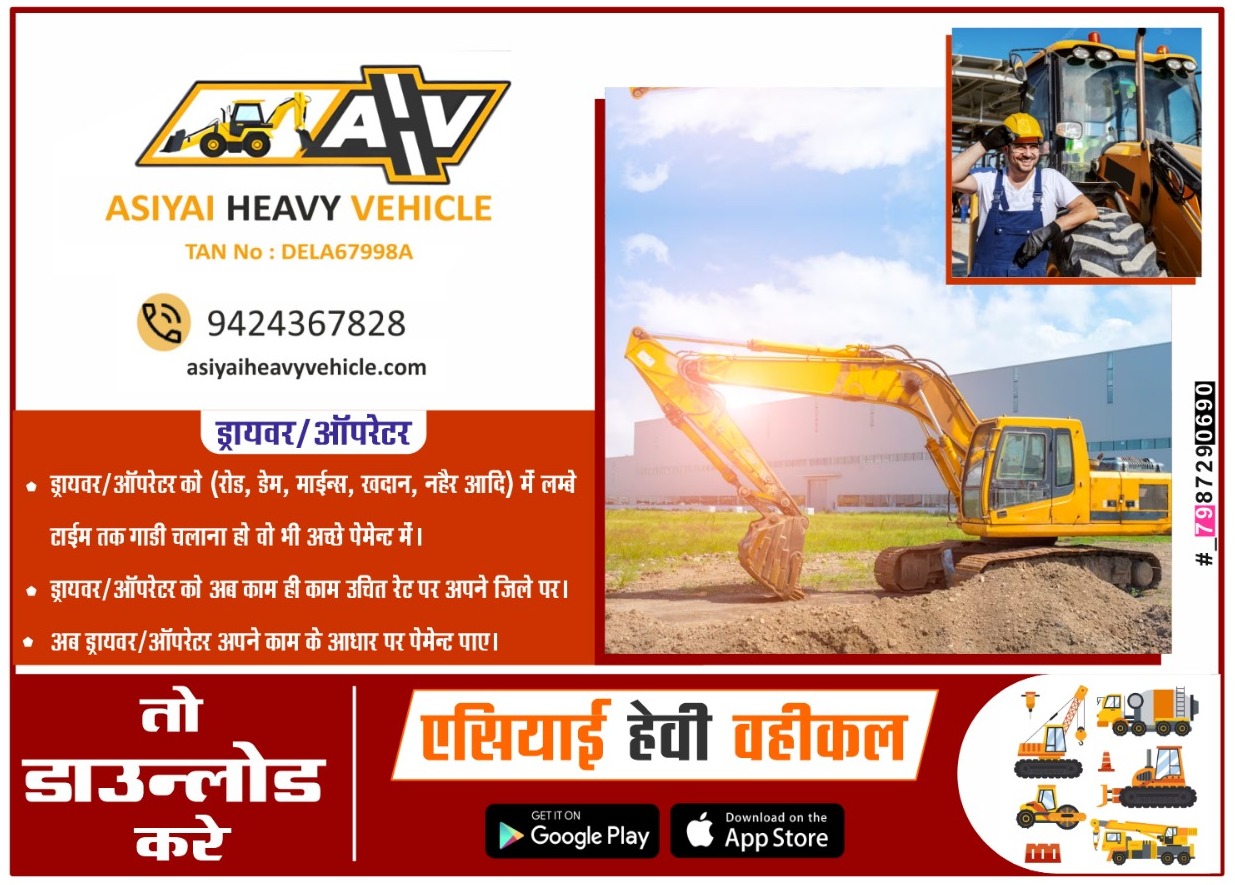 AHV
ASIYAI HEAVY VEHICLE
TAN No : DELA67998A
9424367828
asiyaiheavyvehicle.com
ड्रायवर/ऑपरेटर
ड्रायवर/ऑपरेटर को (रोड, डेम, माईन्स, खदान, नहैर आदि) में लम्बे
टाईम तक गाडी चलाना हो वो भी अच्छे पेमेन्ट में।
ड्रायवर/ऑपरेटर को अब काम ही काम उचित रेट पर अपने जिले पर।
अब ड्रायवर/ऑपरेटर अपने काम के आधार पर पेमेन्ट पाए।
#_7987290690
तो
डाउन्लोड
करे
एसियाई हेवी वहीकल
GET IT ON
Google Play
Download on the
App Store